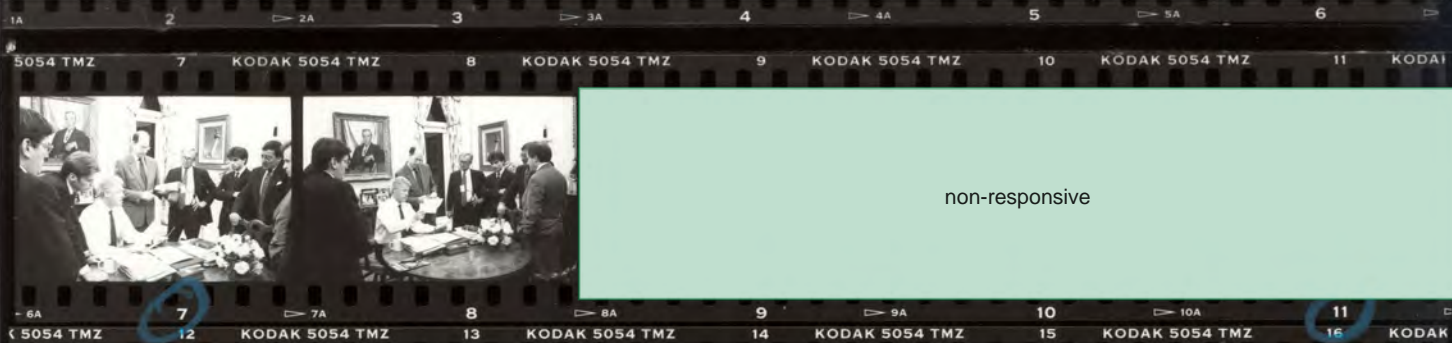 1A 2 2A 3 3A 4 4A 5 5A 6
5054 TMZ 7 KODAK 5054 TMZ 8 KODAK 5054 TMZ 9 KODAK 5054 TMZ 10 KODAK 5054 TMZ 11 KODA
non-responsive
6A 7 7A 8 8A 9 9A 10 10A 11
5054 TMZ 12 KODAK 5054 TMZ 13 KODAK 5054 TMZ 14 KODAK 5054 TMZ 15 KODAK 5054 TMZ 16 KODAK